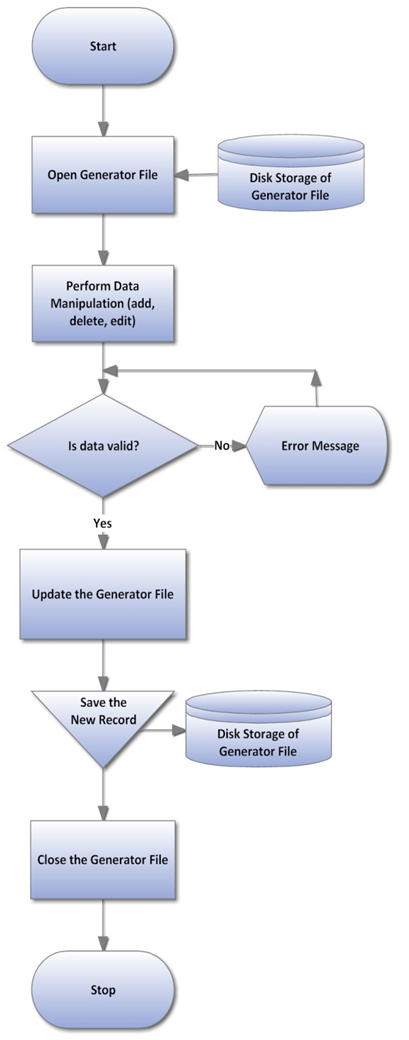 Start
Open Generator File
Disk Storage of
Generator File
Perform Data
Manipulation (add,
delete, edit)
Is data valid?
No
Error Message
Yes
Update the Generator File
Save the
New Record
Disk Storage of
Generator File
Close the Generator File
Stop